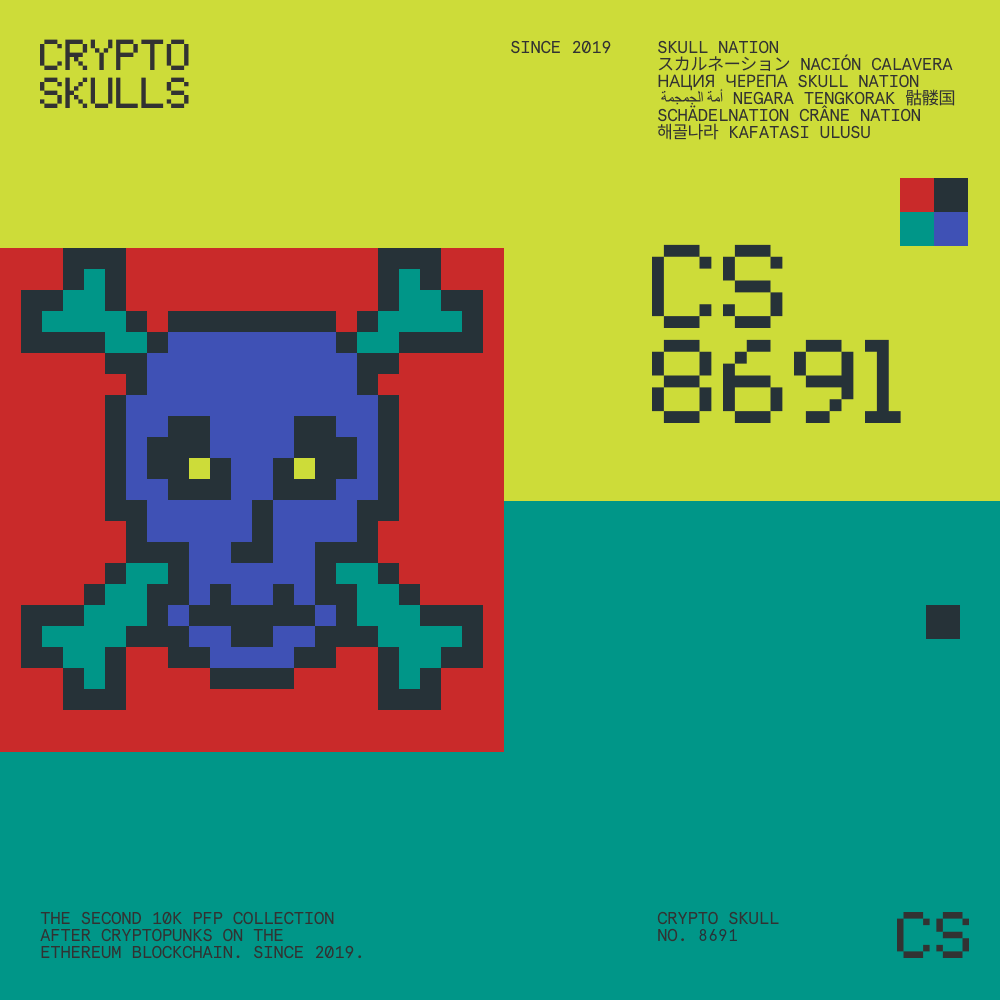 CRYPTO
SKULLS
SINCE 2019
SKULL NATION
スカルネーション NACIÓN CALAVERA
НАЦИЯ ЧЕРЕПА SKULL NATION
أمة الجمجمة NEGARA TENGKORAK 骷髅国
SCHÄDELNATION CRÂNE NATION
해골나라 KAFATASI ULUSU
CS
8691
THE SECOND 10K PFP COLLECTION
AFTER CRYPTOPUNKS ON THE
ETHEREUM BLOCKCHAIN. SINCE 2019.
CRYPTO SKULL
NO. 8691
CS